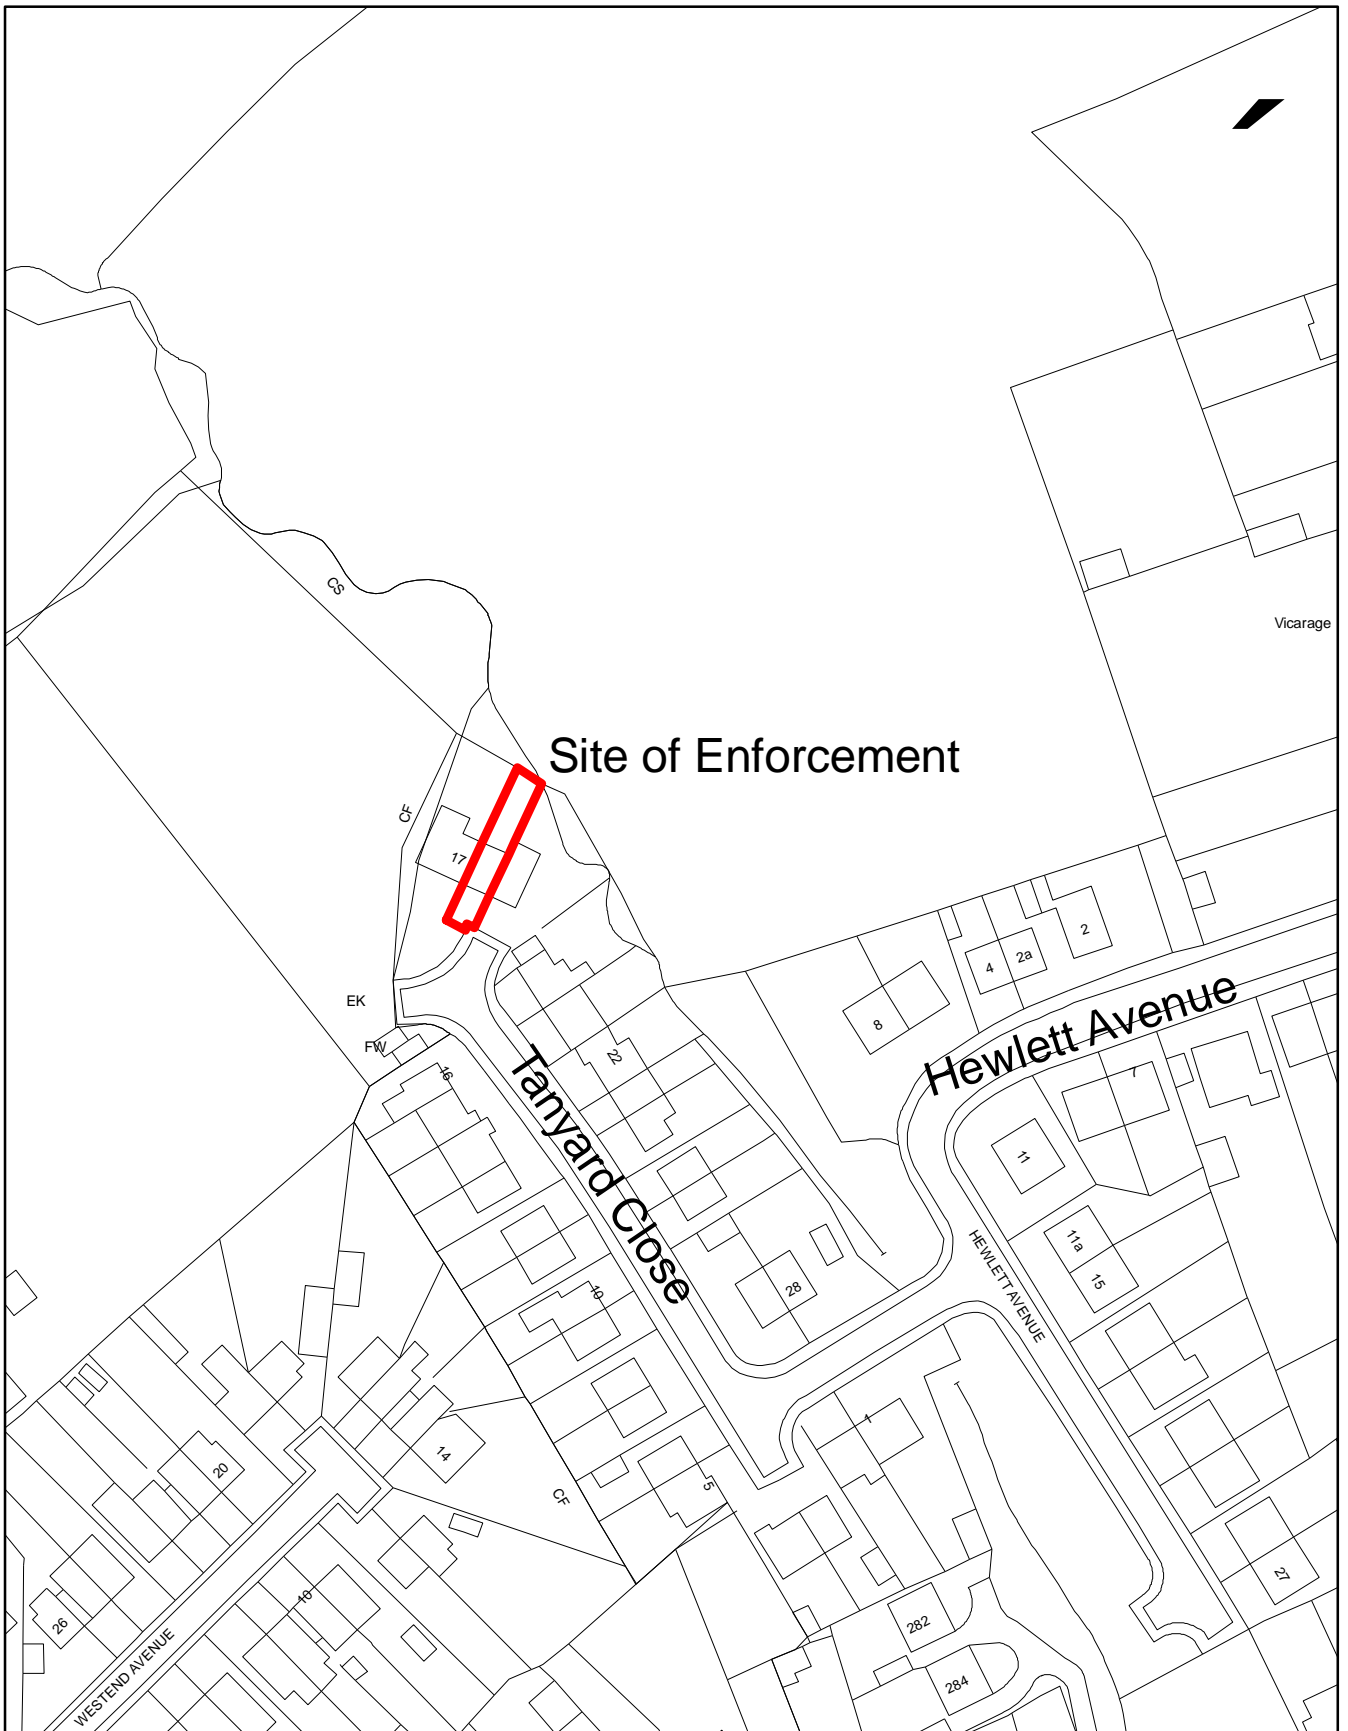 CS
Vicarage
Site of Enforcement
CF
17
2
2a
4
8
EK
FW
Hewlett Avenue
22
16
Tanyard Close
7
11
11a
15
HEWLETT AVENUE
28
10
1
14
20
5
CF
27
10
26
282
284
WESTEND AVENUE